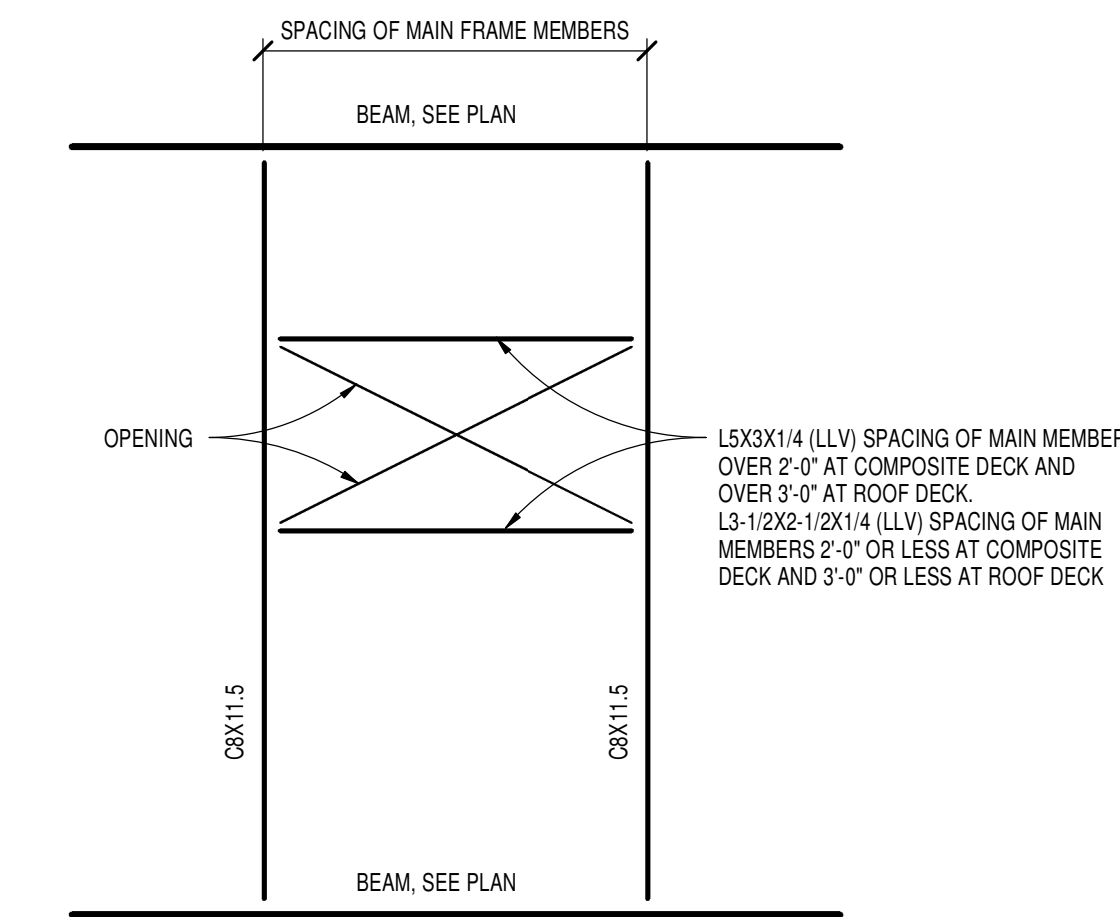 SPACING OF MAIN FRAME MEMBERS
BEAM, SEE PLAN
OPENING
L5X3X1/4 (LLV) SPACING OF MAIN MEMBER
OVER 2'-0" AT COMPOSITE DECK AND
OVER 3'-0" AT ROOF DECK.
L3-1/2X2-1/2X1/4 (LLV) SPACING OF MAIN
MEMBERS 2'-0" OR LESS AT COMPOSITE
DECK AND 3'-0" OR LESS AT ROOF DECK
C8X11.5
C8X11.5
BEAM, SEE PLAN